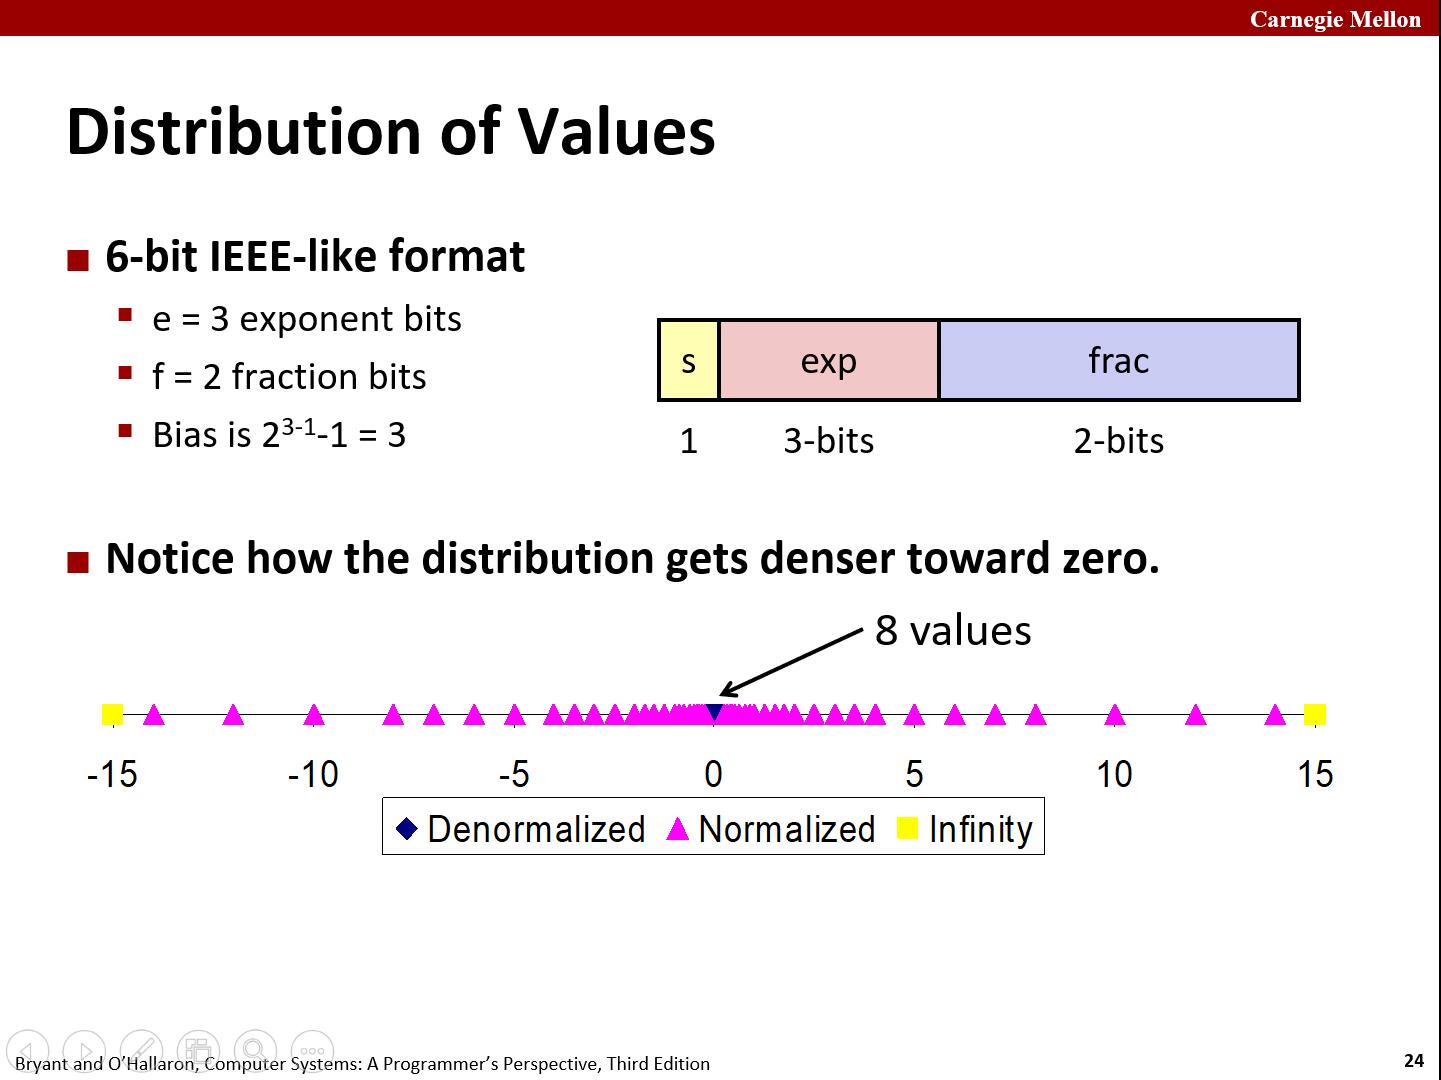 Carnegie Mellon
Distribution of Values
6-bit IEEE-like format
e = 3 exponent bits
f = 2 fraction bits
Bias is 2³⁻¹-1 = 3
s exp frac
1 3-bits 2-bits
Notice how the distribution gets denser toward zero.
8 values
-15 -10 -5 0 5 10 15
Denormalized Normalized Infinity
Bryant and O’Hallaron, Computer Systems: A Programmer’s Perspective, Third Edition
24